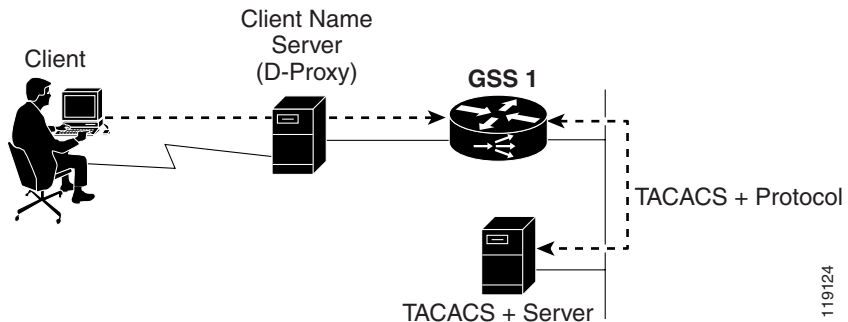 Client
Client Name
Server
(D-Proxy)
GSS 1
TACACS + Protocol
TACACS + Server
119124